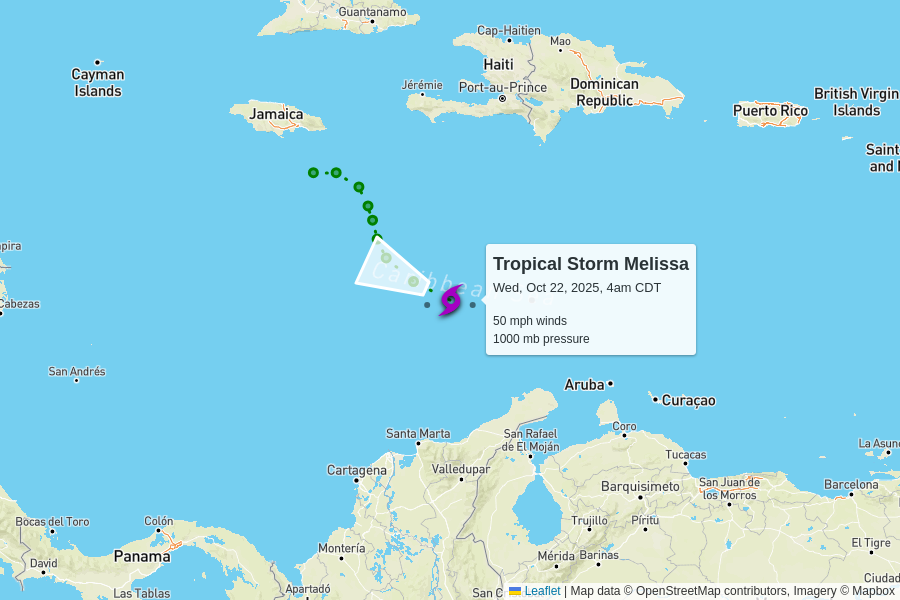 Guantanamo
Cap-Haitien
Mao
Cayman
Islands
Haiti
Jérémie
Port-au-Prince
Dominican
Republic
British Virgin
Islands
Jamaica
Puerto Rico
Saint
and
Caribbea
Tropical Storm Melissa
Wed, Oct 22, 2025, 4am CDT
50 mph winds
1000 mb pressure
apira
Cabezas
San Andrés
Aruba
Curaçao
Santa Marta
San Rafael
de El Moján
Coro
La Asunc
Tucacas
Cartagena
Valledupar
Barquisimeto
San Juan de
los Morros
Barcelona
Bocas del Toro
Colón
Trujillo
Píritu
El Tigre
Panama
Montería
Mérida
Barinas
David
Las Tablas
Apartadó
San C
Ciudad
Leaflet | Map data © OpenStreetMap contributors, Imagery © Mapbox